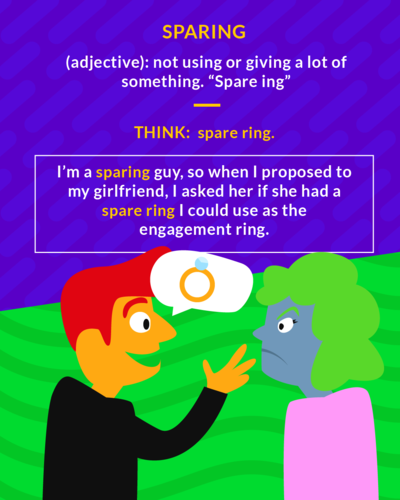 SPARING
(adjective): not using or giving a lot of
something. “Spare ing”
THINK: spare ring.
I’m a sparing guy, so when I proposed to
my girlfriend, I asked her if she had a
spare ring I could use as the
engagement ring.